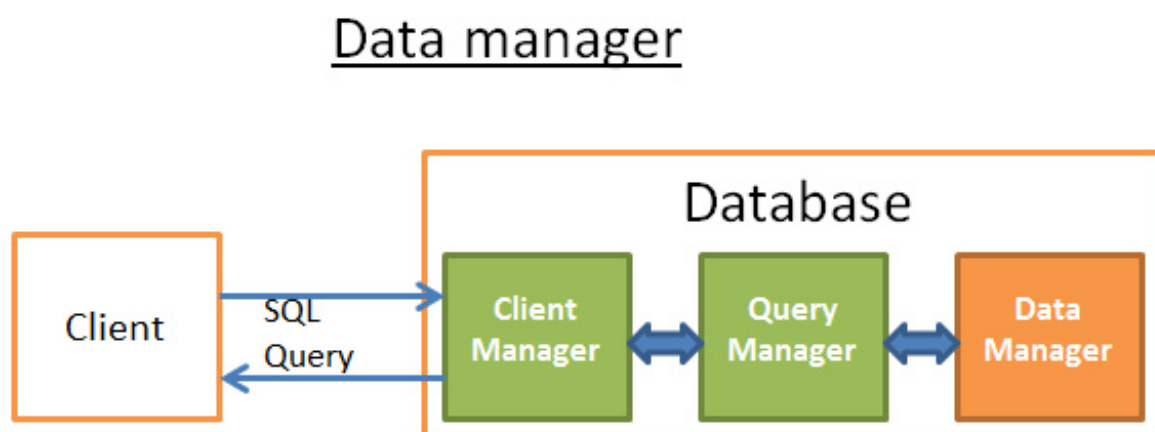 Data manager
Database
Client
SQL
Query
Client
Manager
Query
Manager
Data
Manager